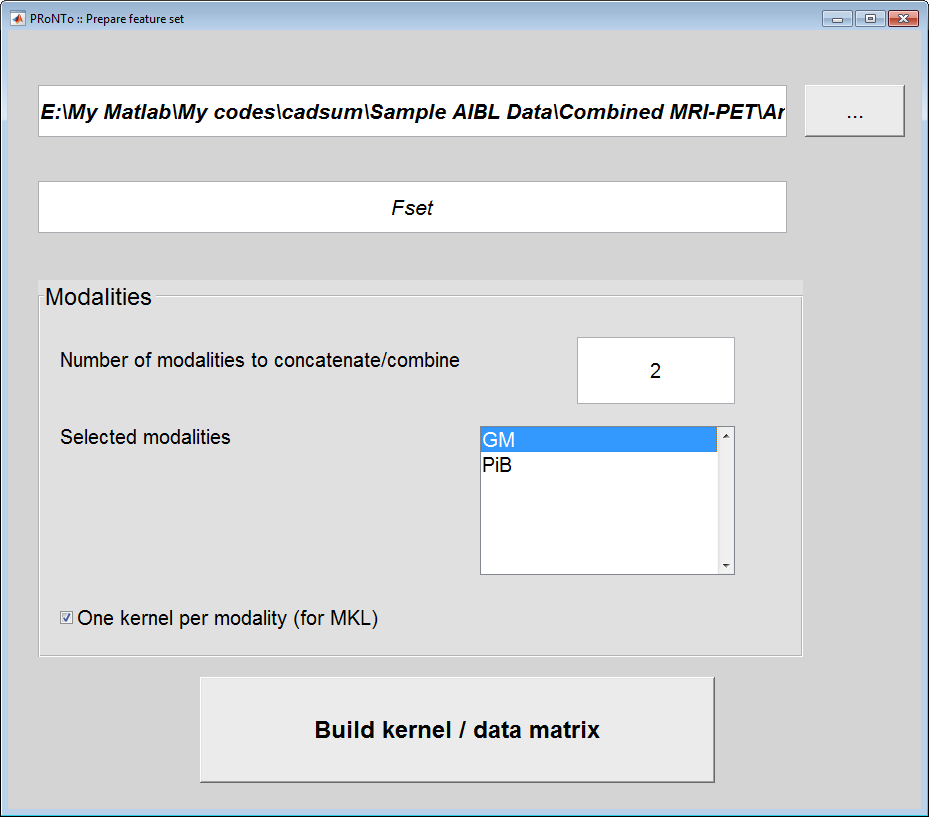 PRoNTo :: Prepare feature set
E:\My Matlab\My codes\cadsum\Sample AIBL Data\Combined MRI-PET\Ar
...
Fset
Modalities
Number of modalities to concatenate/combine
2
Selected modalities
GM
PiB
One kernel per modality (for MKL)
Build kernel / data matrix